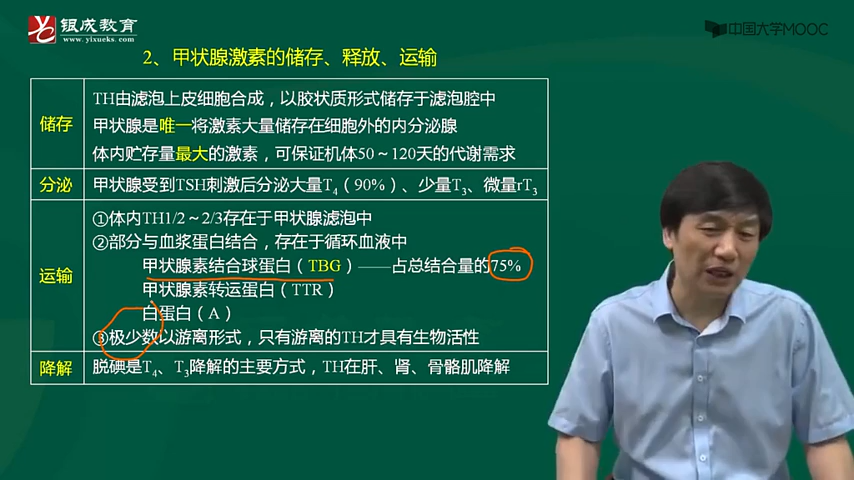 银成教育
www.yixueks.com
中国大学MOOC
2、甲状腺激素的储存、释放、运输
储存
TH由滤泡上皮细胞合成，以胶状质形式储存于滤泡腔中
甲状腺是唯一将激素大量储存在细胞外的内分泌腺
体内贮存量最大的激素，可保证机体50～120天的代谢需求
分泌
甲状腺受到TSH刺激后分泌大量T4（90%）、少量T3、微量rT3
运输
①体内TH1/2～2/3存在于甲状腺滤泡中
②部分与血浆蛋白结合，存在于循环血液中
甲状腺素结合球蛋白（TBG）——占总结合量的75%
甲状腺素转运蛋白（TTR）
白蛋白（A）
③极少数以游离形式，只有游离的TH才具有生物活性
降解
脱碘是T4、T3降解的主要方式，TH在肝、肾、骨骼肌降解